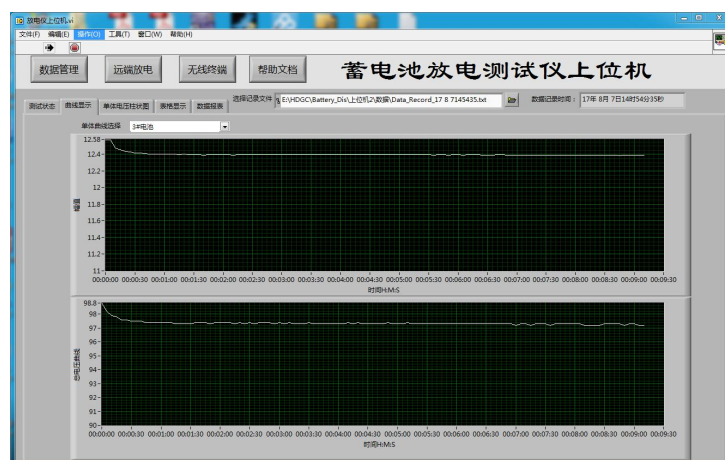 放电仪上位机.vi
文件(F) 编辑(E) 操作(O) 工具(T) 窗口(W) 帮助(H)
数据管理 远端放电 无线终端 帮助文档 蓄电池放电测试仪上位机
测试状态 曲线显示 单体电压柱状图 表格显示 数据报表 选择记录文件 E:\HDGC\Battery_Dis\上位机2\数据\Data_Record_17 8 7145435.txt 数据记录时间： 17年 8月 7日14时54分35秒
单体曲线选择 3#电池
12.58
12.4
12.2
12
幅值
11.8
11.6
11.4
11.2
11
00:00:00 00:00:30 00:01:00 00:01:30 00:02:00 00:02:30 00:03:00 00:03:30 00:04:00 00:04:30 00:05:00 00:05:30 00:06:00 00:06:30 00:07:00 00:07:30 00:08:00 00:08:30 00:09:00 00:09:30
时间H:M:S
98.8
98
97
96
总电压曲线
95
94
93
92
91
90
00:00:00 00:00:30 00:01:00 00:01:30 00:02:00 00:02:30 00:03:00 00:03:30 00:04:00 00:04:30 00:05:00 00:05:30 00:06:00 00:06:30 00:07:00 00:07:30 00:08:00 00:08:30 00:09:00 00:09:30
时间H:M:S